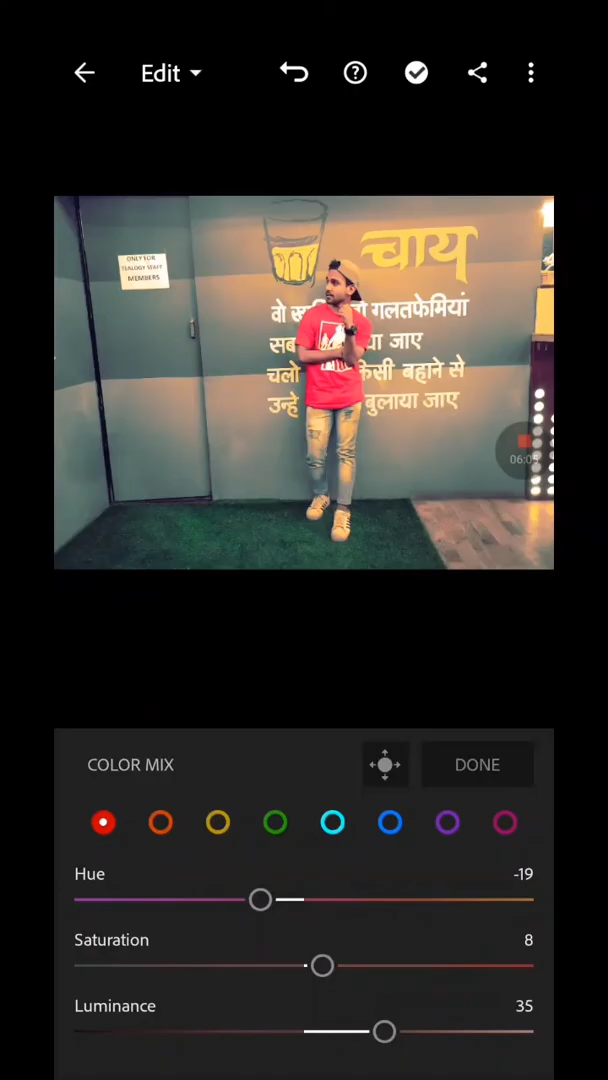 Edit
ONLY FOR
TEALOGY STAFF
MEMBERS
चाय
वो
गलतफेमियां
सब
या जाए
चलो
किसी बहाने से
उन्हे
बुलाया जाए
06:05
COLOR MIX
DONE
Hue
-19
Saturation
8
Luminance
35